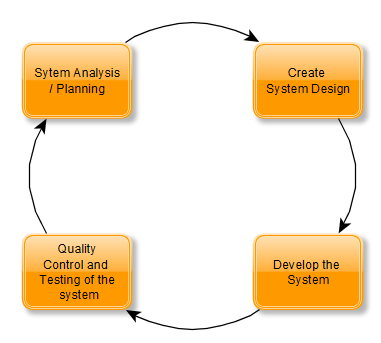 Sytem Analysis
/ Planning
Create
System Design
Quality
Control and
Testing of the
system
Develop the
System